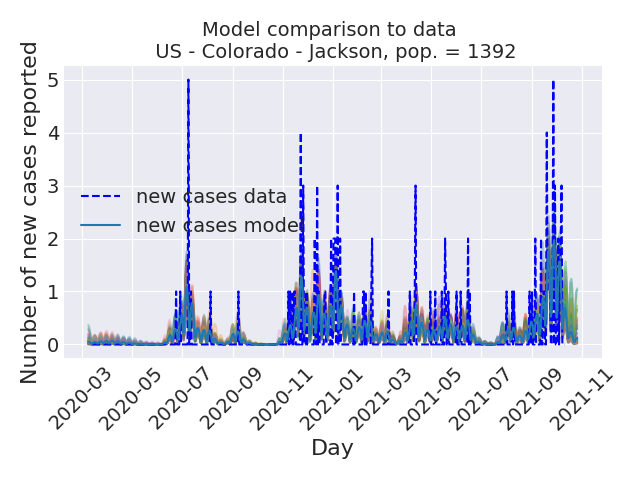 Model comparison to data
US - Colorado - Jackson, pop. = 1392
Number of new cases reported
5
4
3
2
1
0
new cases data
new cases model
2020-03
2020-05
2020-07
2020-09
2020-11
2021-01
2021-03
2021-05
2021-07
2021-09
2021-11
Day